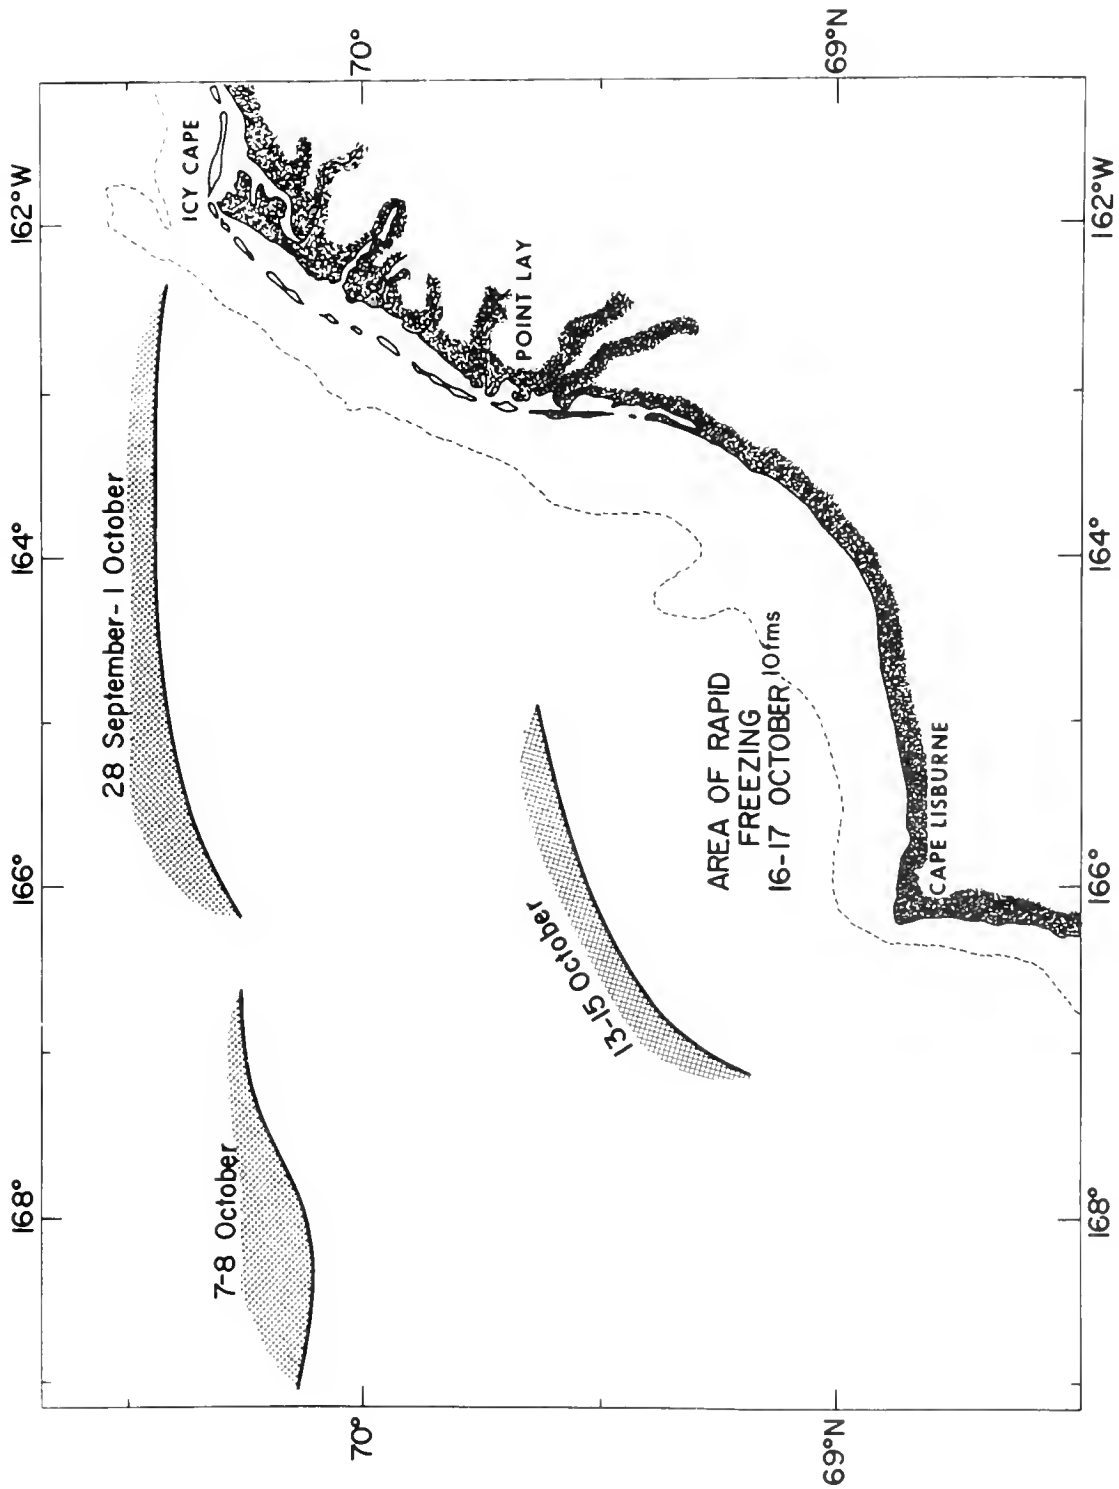 162°W
164°
166°
168°
70°
69°N
ICY CAPE
POINT LAY
28 September - 1 October
7-8 October
13-15 October
AREA OF RAPID
FREEZING
16-17 OCTOBER
10fms
CAPE LISBURNE
70°
69°N
162°W
164°
166°
168°